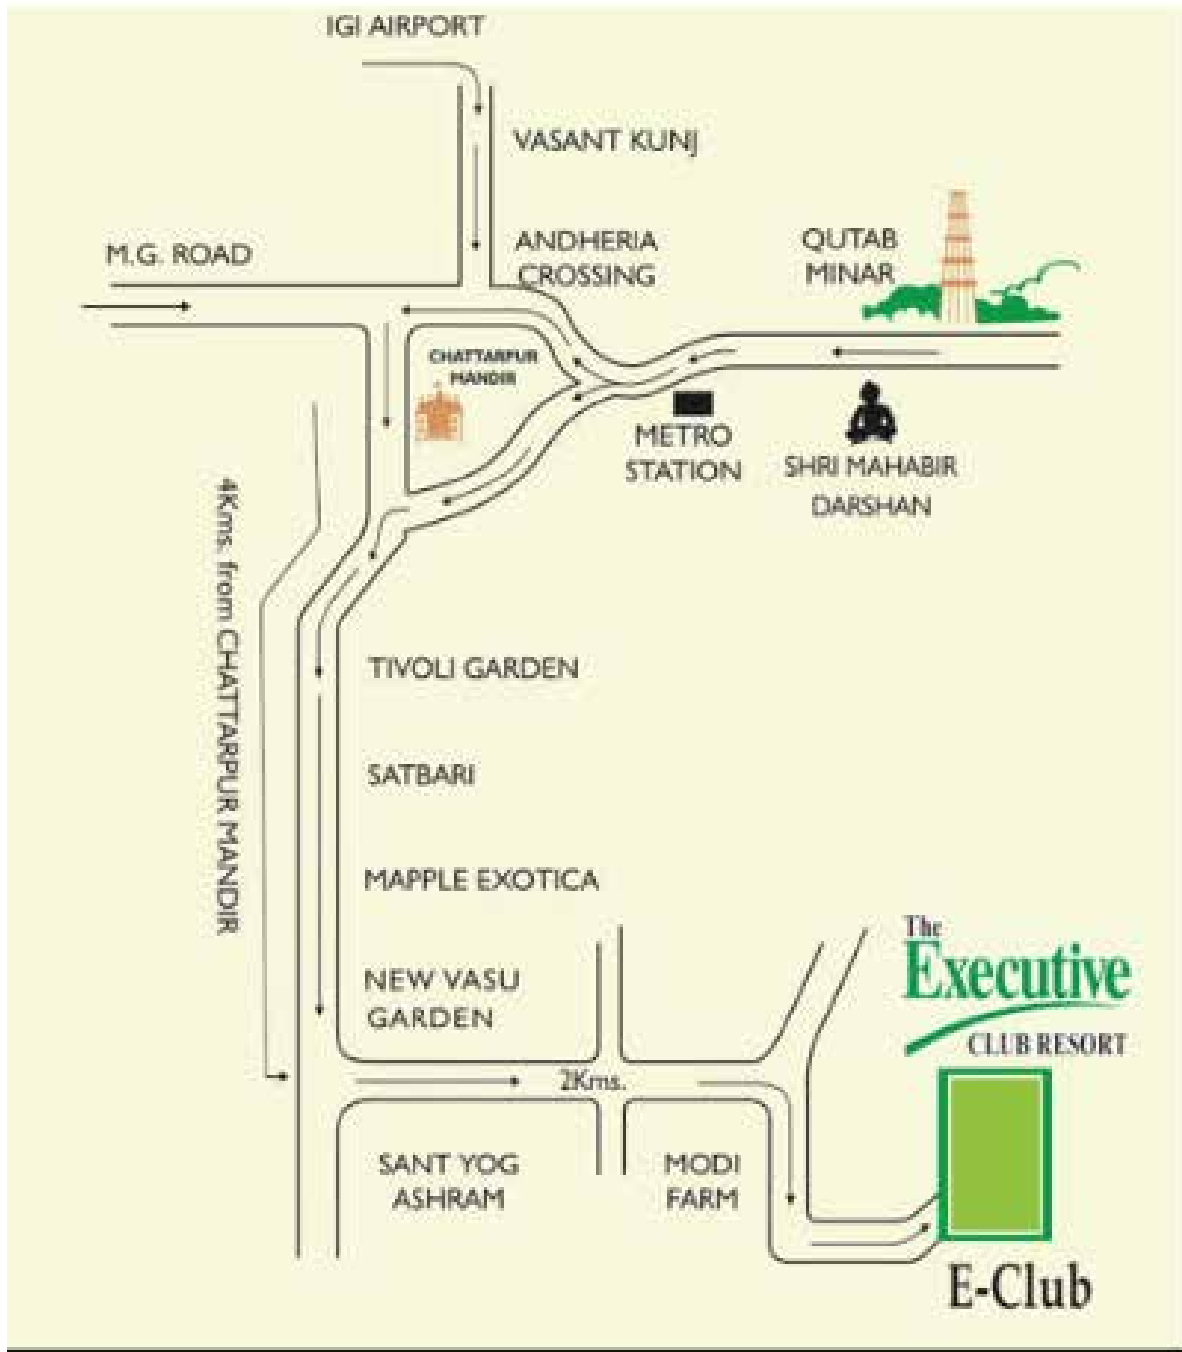 IGI AIRPORT
VASANT KUNJ
M.G. ROAD
ANDHERIA
CROSSING
QUTAB
MINAR
CHATTARPUR
MANDIR
METRO
STATION
SHRI MAHABIR
DARSHAN
4Kms. from CHATTARPUR MANDIR
TIVOLI GARDEN
SATBARI
MAPPLE EXOTICA
NEW VASU
GARDEN
The
Executive
CLUB RESORT
2Kms.
SANT YOG
ASHRAM
MODI
FARM
E-Club